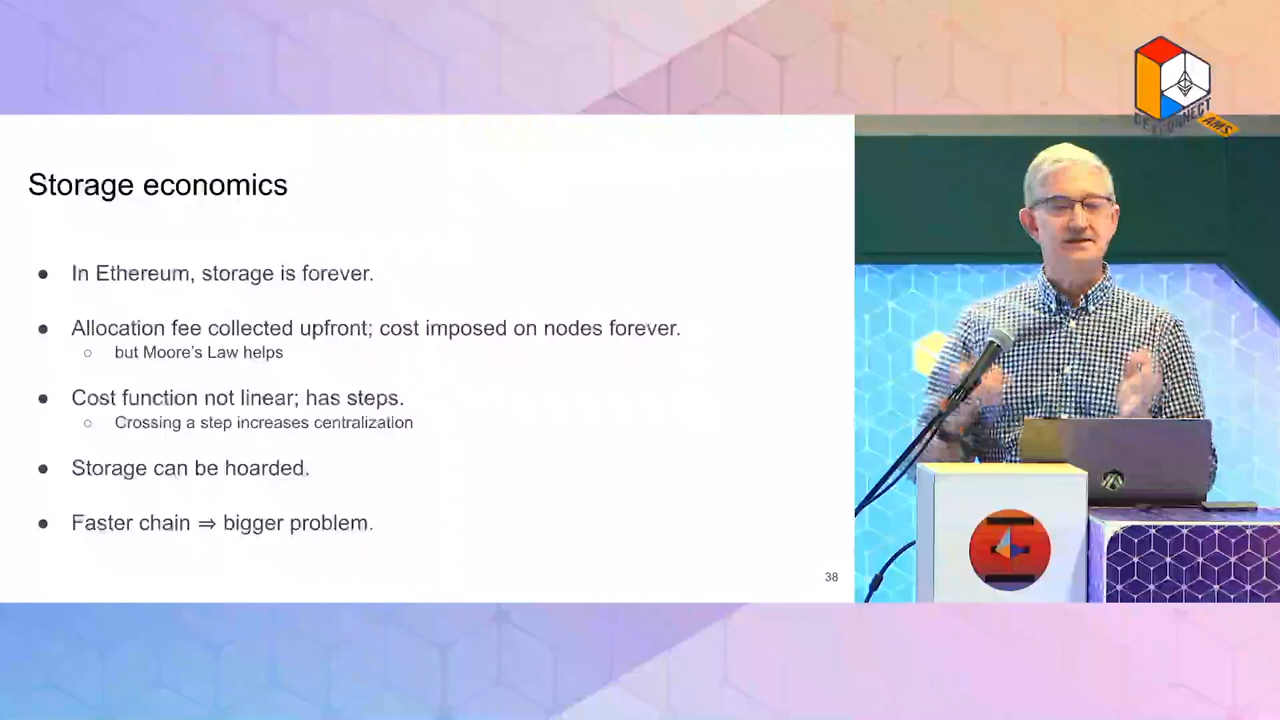 DEVCONNECT
AMS
Storage economics
● In Ethereum, storage is forever.
● Allocation fee collected upfront; cost imposed on nodes forever.
○ but Moore's Law helps
● Cost function not linear; has steps.
○ Crossing a step increases centralization
● Storage can be hoarded.
● Faster chain ⇒ bigger problem.
38